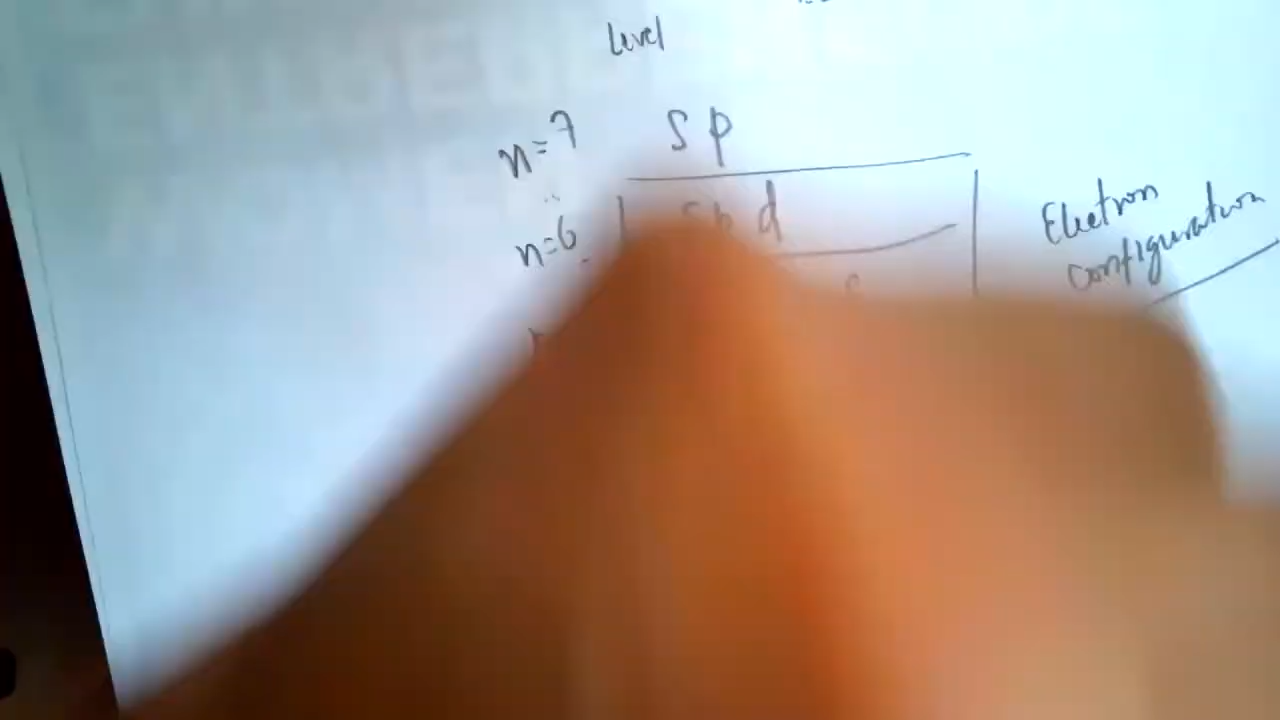 Level
n=7 s p
n=6 s p d
Electron
configuration